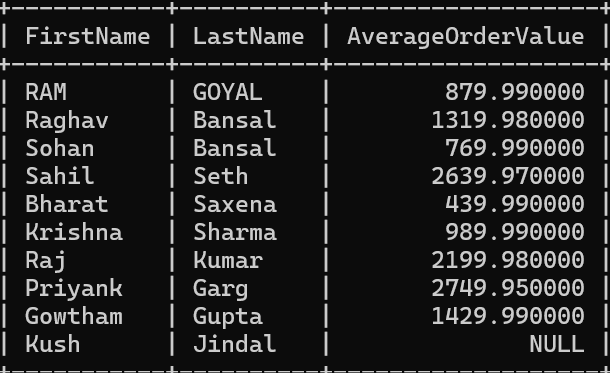 FirstName | LastName | AverageOrderValue
RAM | GOYAL | 879.990000
Raghav | Bansal | 1319.980000
Sohan | Bansal | 769.990000
Sahil | Seth | 2639.970000
Bharat | Saxena | 439.990000
Krishna | Sharma | 989.990000
Raj | Kumar | 2199.980000
Priyank | Garg | 2749.950000
Gowtham | Gupta | 1429.990000
Kush | Jindal | NULL